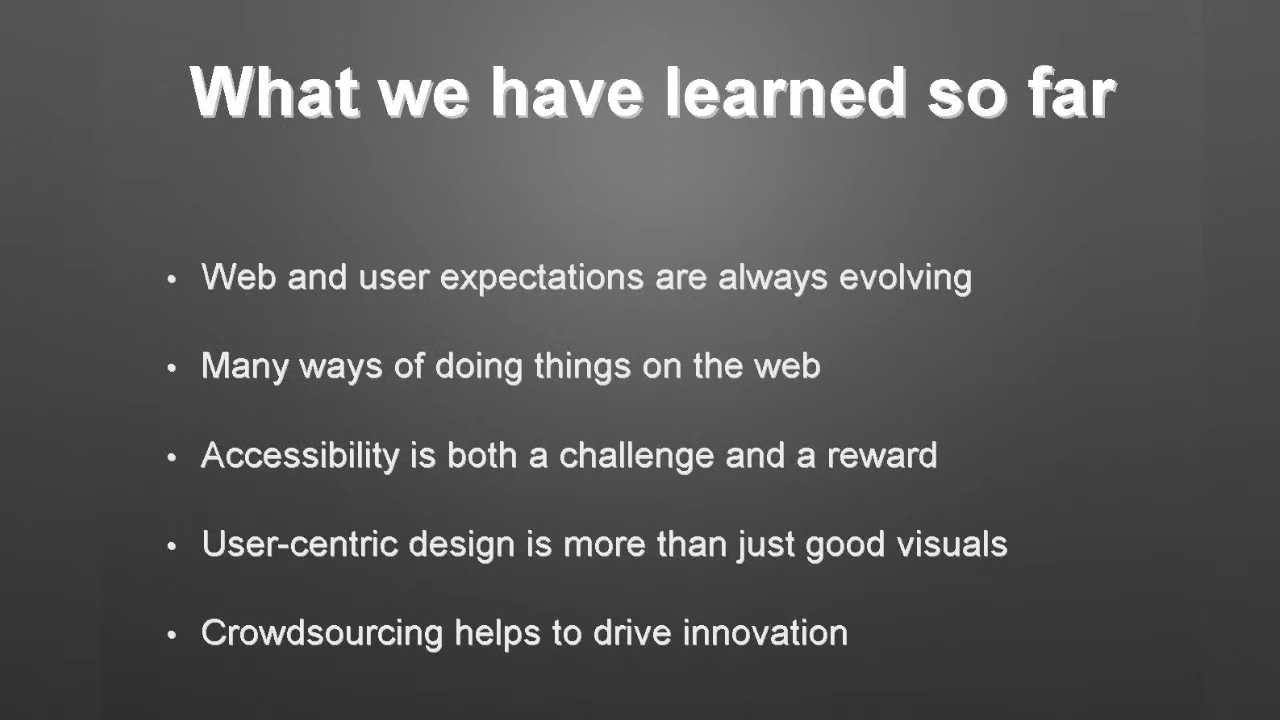 What we have learned so far
• Web and user expectations are always evolving
• Many ways of doing things on the web
• Accessibility is both a challenge and a reward
• User-centric design is more than just good visuals
• Crowdsourcing helps to drive innovation